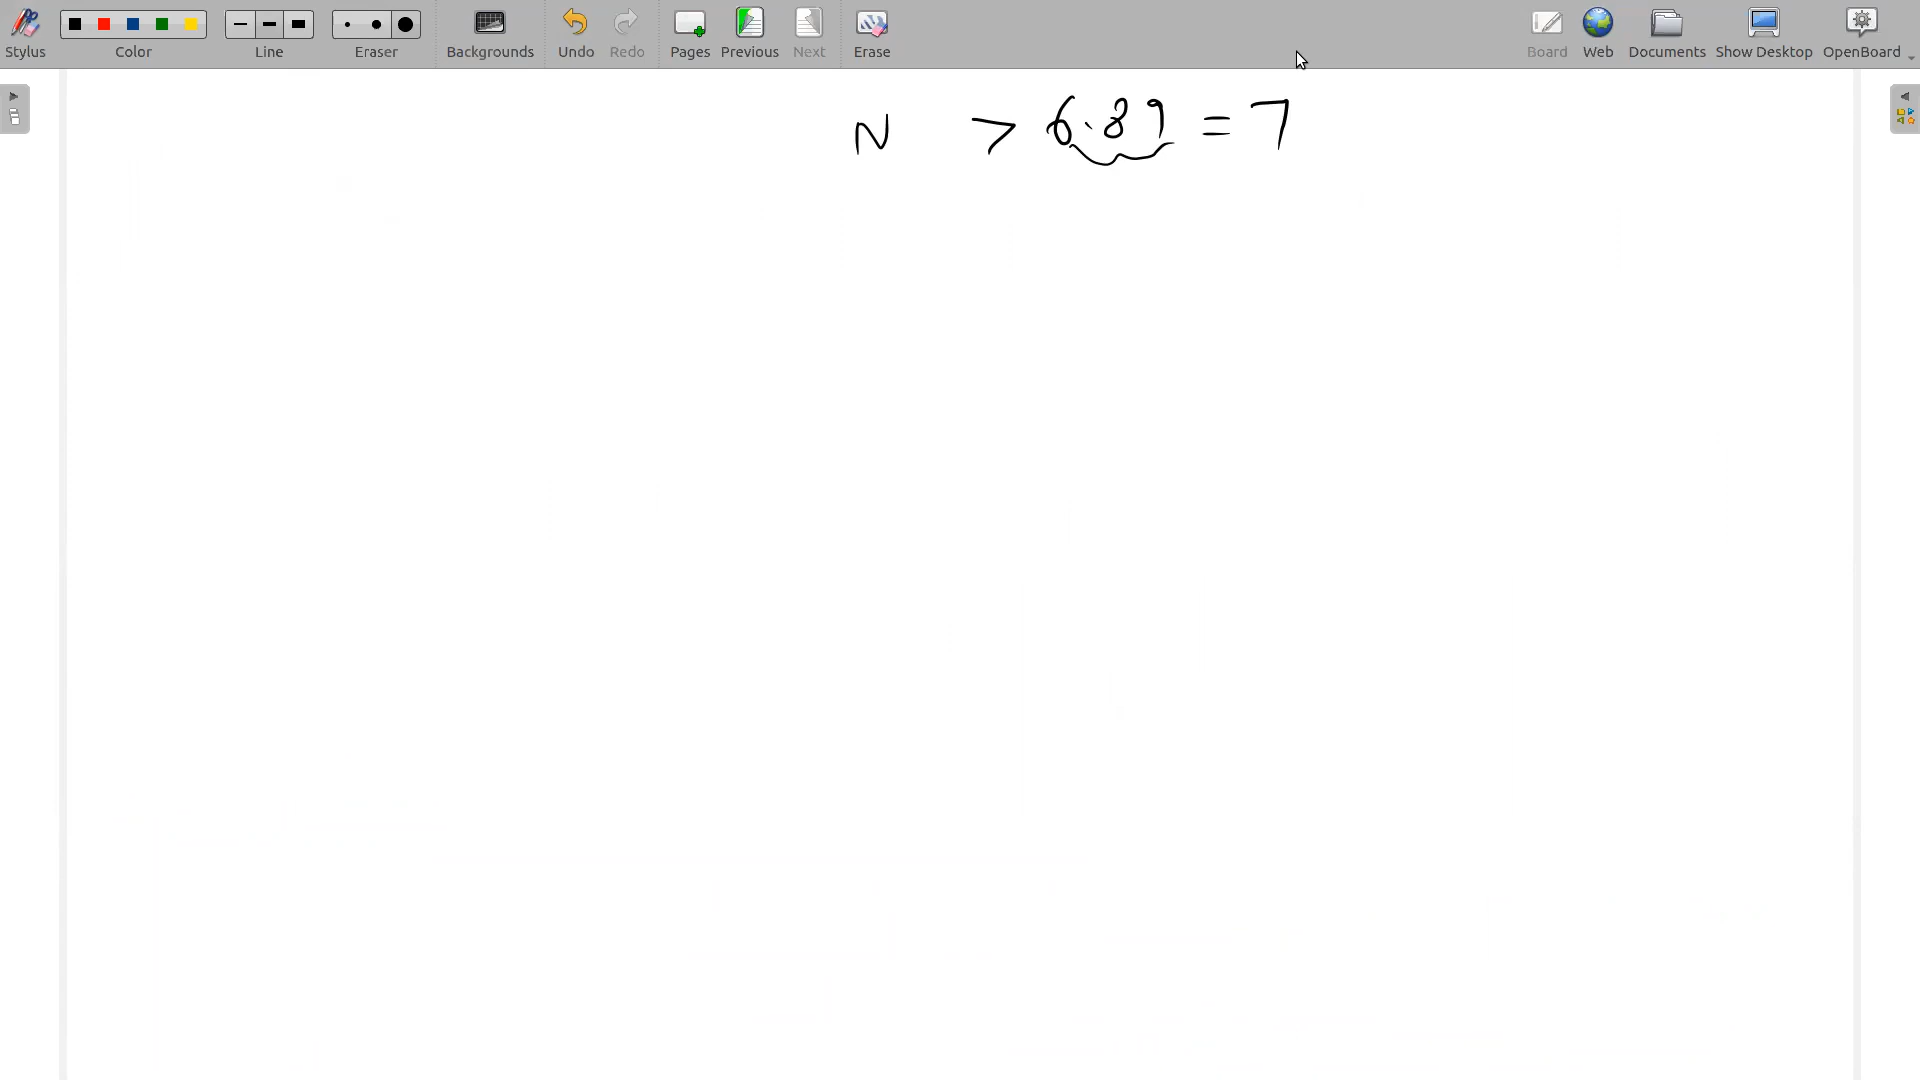 Stylus Color Line Eraser Backgrounds Undo Redo Pages Previous Next Erase Board Web Documents Show Desktop OpenBoard
N > 6.89 = 7